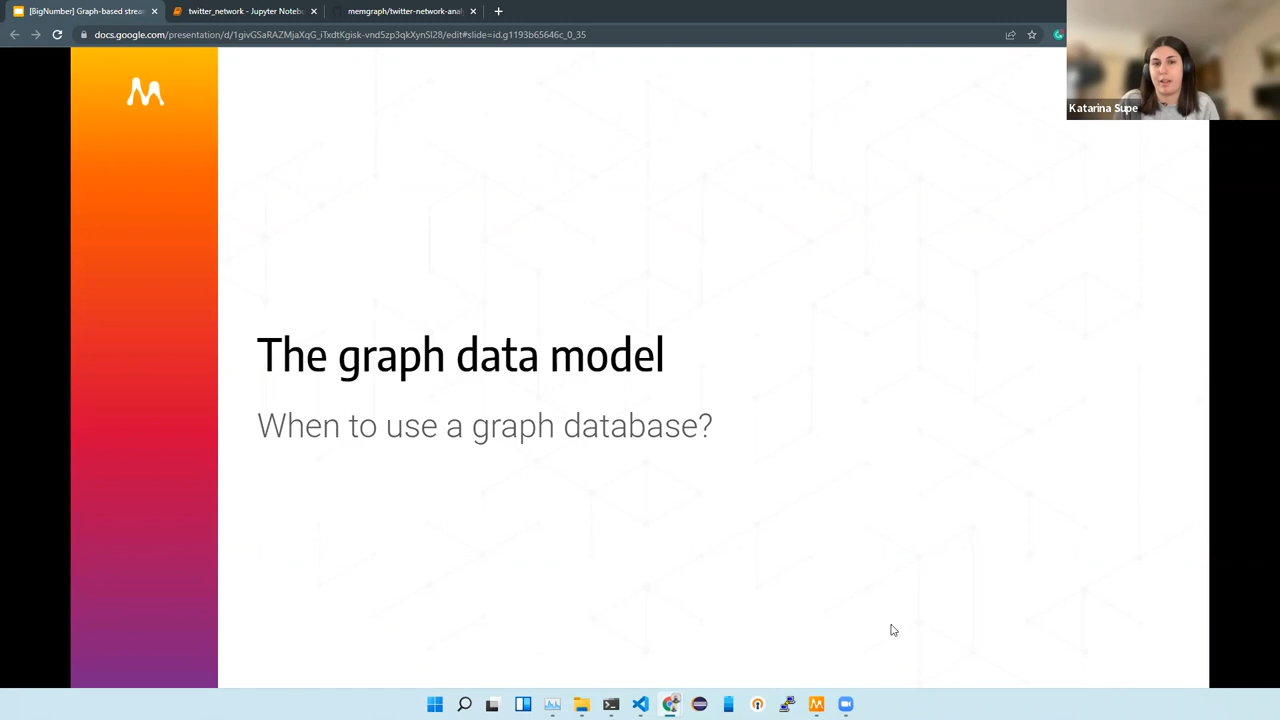 [BigNumber] Graph-based strea
twitter_network - Jupyter Notebo
memgraph/twitter-network-anal
docs.google.com/presentation/d/1givGSaRAZMjaXqG_iTxdtKgisk-vnd5zp3qkXynSI28/edit#slide=id.g1193b65646c_0_35
Katarina Supe
The graph data model
When to use a graph database?